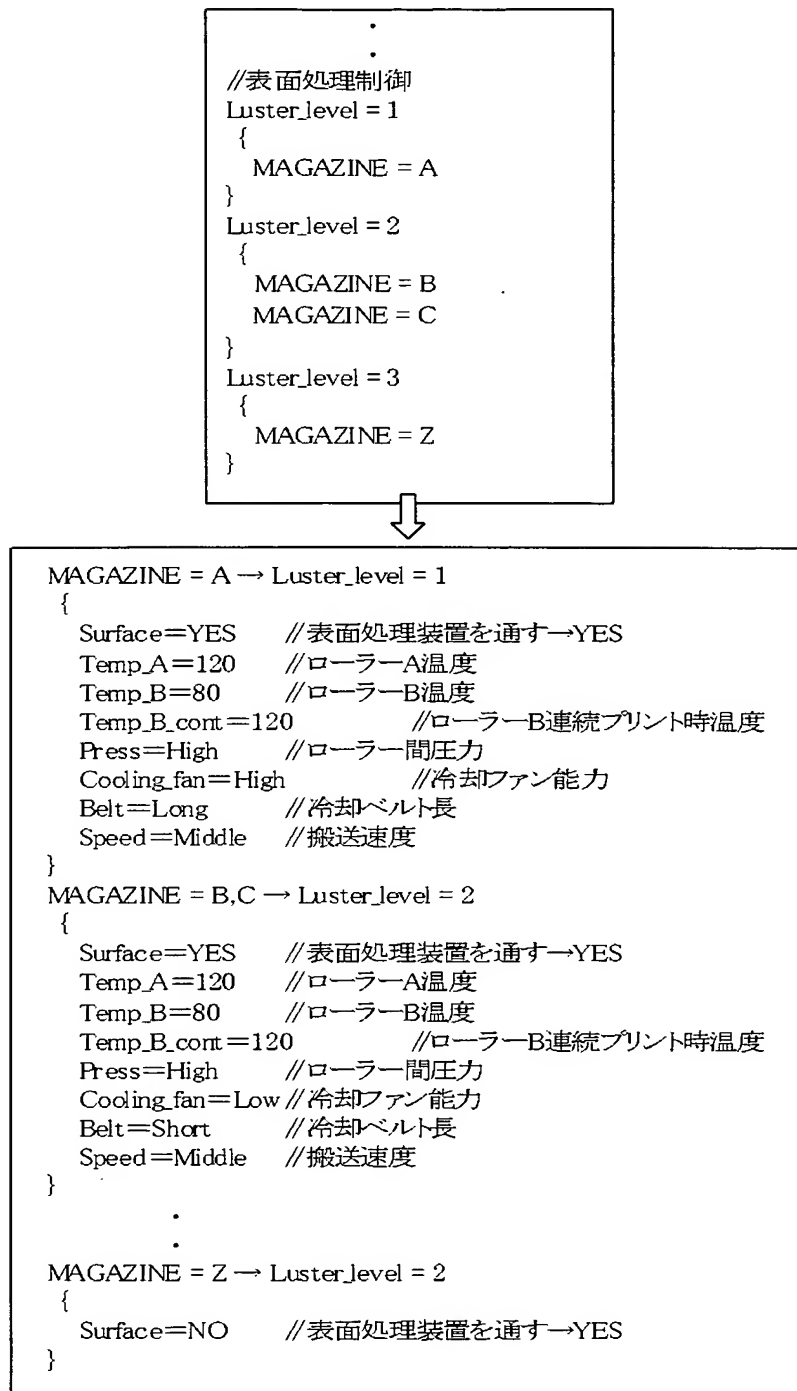 ・
・
//表面処理制御
Luster_level = 1
{
MAGAZINE = A
}
Luster_level = 2
{
MAGAZINE = B
MAGAZINE = C
}
Luster_level = 3
{
MAGAZINE = Z
}
MAGAZINE = A → Luster_level = 1
{
Surface＝YES //表面処理装置を通す→YES
Temp_A＝120 //ローラーA温度
Temp_B＝80 //ローラーB温度
Temp_B_cont＝120 //ローラーB連続プリント時温度
Press＝High //ローラー間圧力
Cooling_fan＝High //冷却ファン能力
Belt＝Long //冷却ベルト長
Speed＝Middle //搬送速度
}
MAGAZINE = B,C → Luster_level = 2
{
Surface＝YES //表面処理装置を通す→YES
Temp_A＝120 //ローラーA温度
Temp_B＝80 //ローラーB温度
Temp_B_cont＝120 //ローラーB連続プリント時温度
Press＝High //ローラー間圧力
Cooling_fan＝Low //冷却ファン能力
Belt＝Short //冷却ベルト長
Speed＝Middle //搬送速度
}
・
・
MAGAZINE = Z → Luster_level = 2
{
Surface＝NO //表面処理装置を通す→YES
}